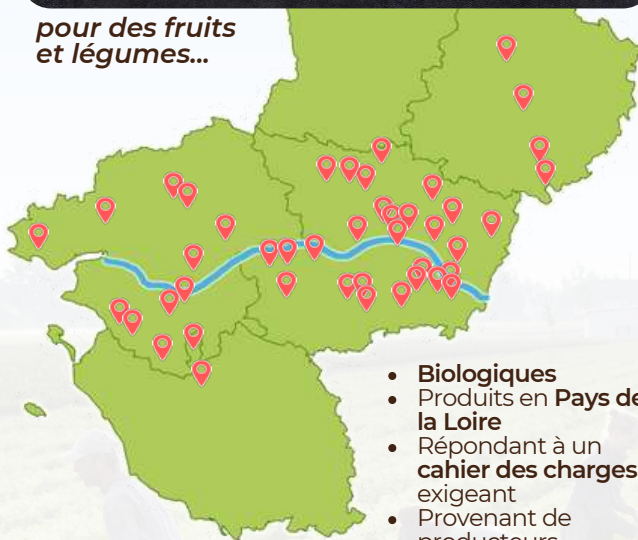 pour des fruits
et légumes...
• Biologiques
• Produits en Pays de
la Loire
• Répondant à un
cahier des charges
exigeant
• Provenant de
producteurs